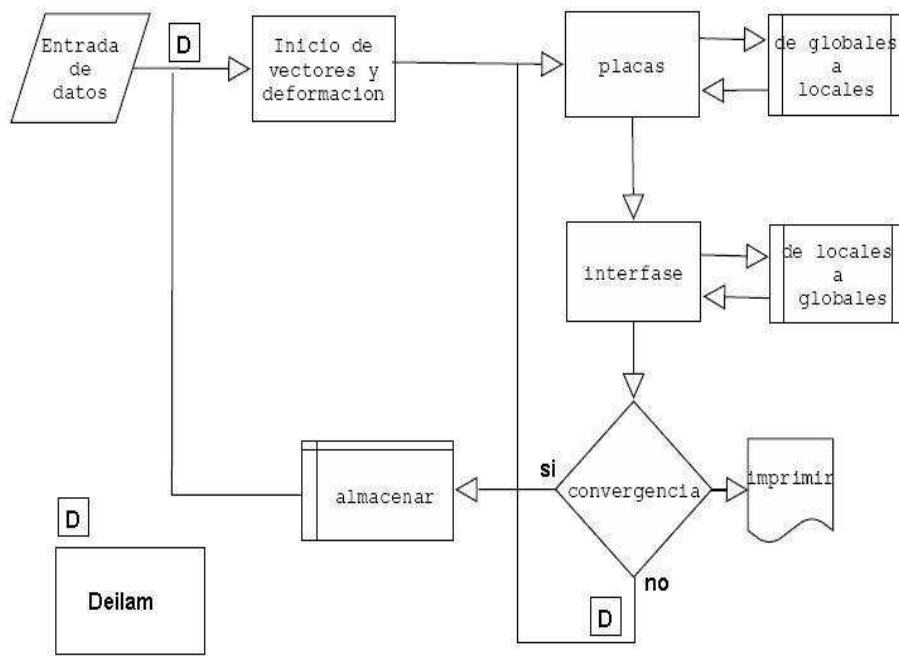 Entrada
de
datos
D
Inicio de
vectores y
deformacion
placas
de globales
a
locales
interfase
de locales
a
globales
si
convergencia
imprimir
almacenar
no
D
D
Deilam